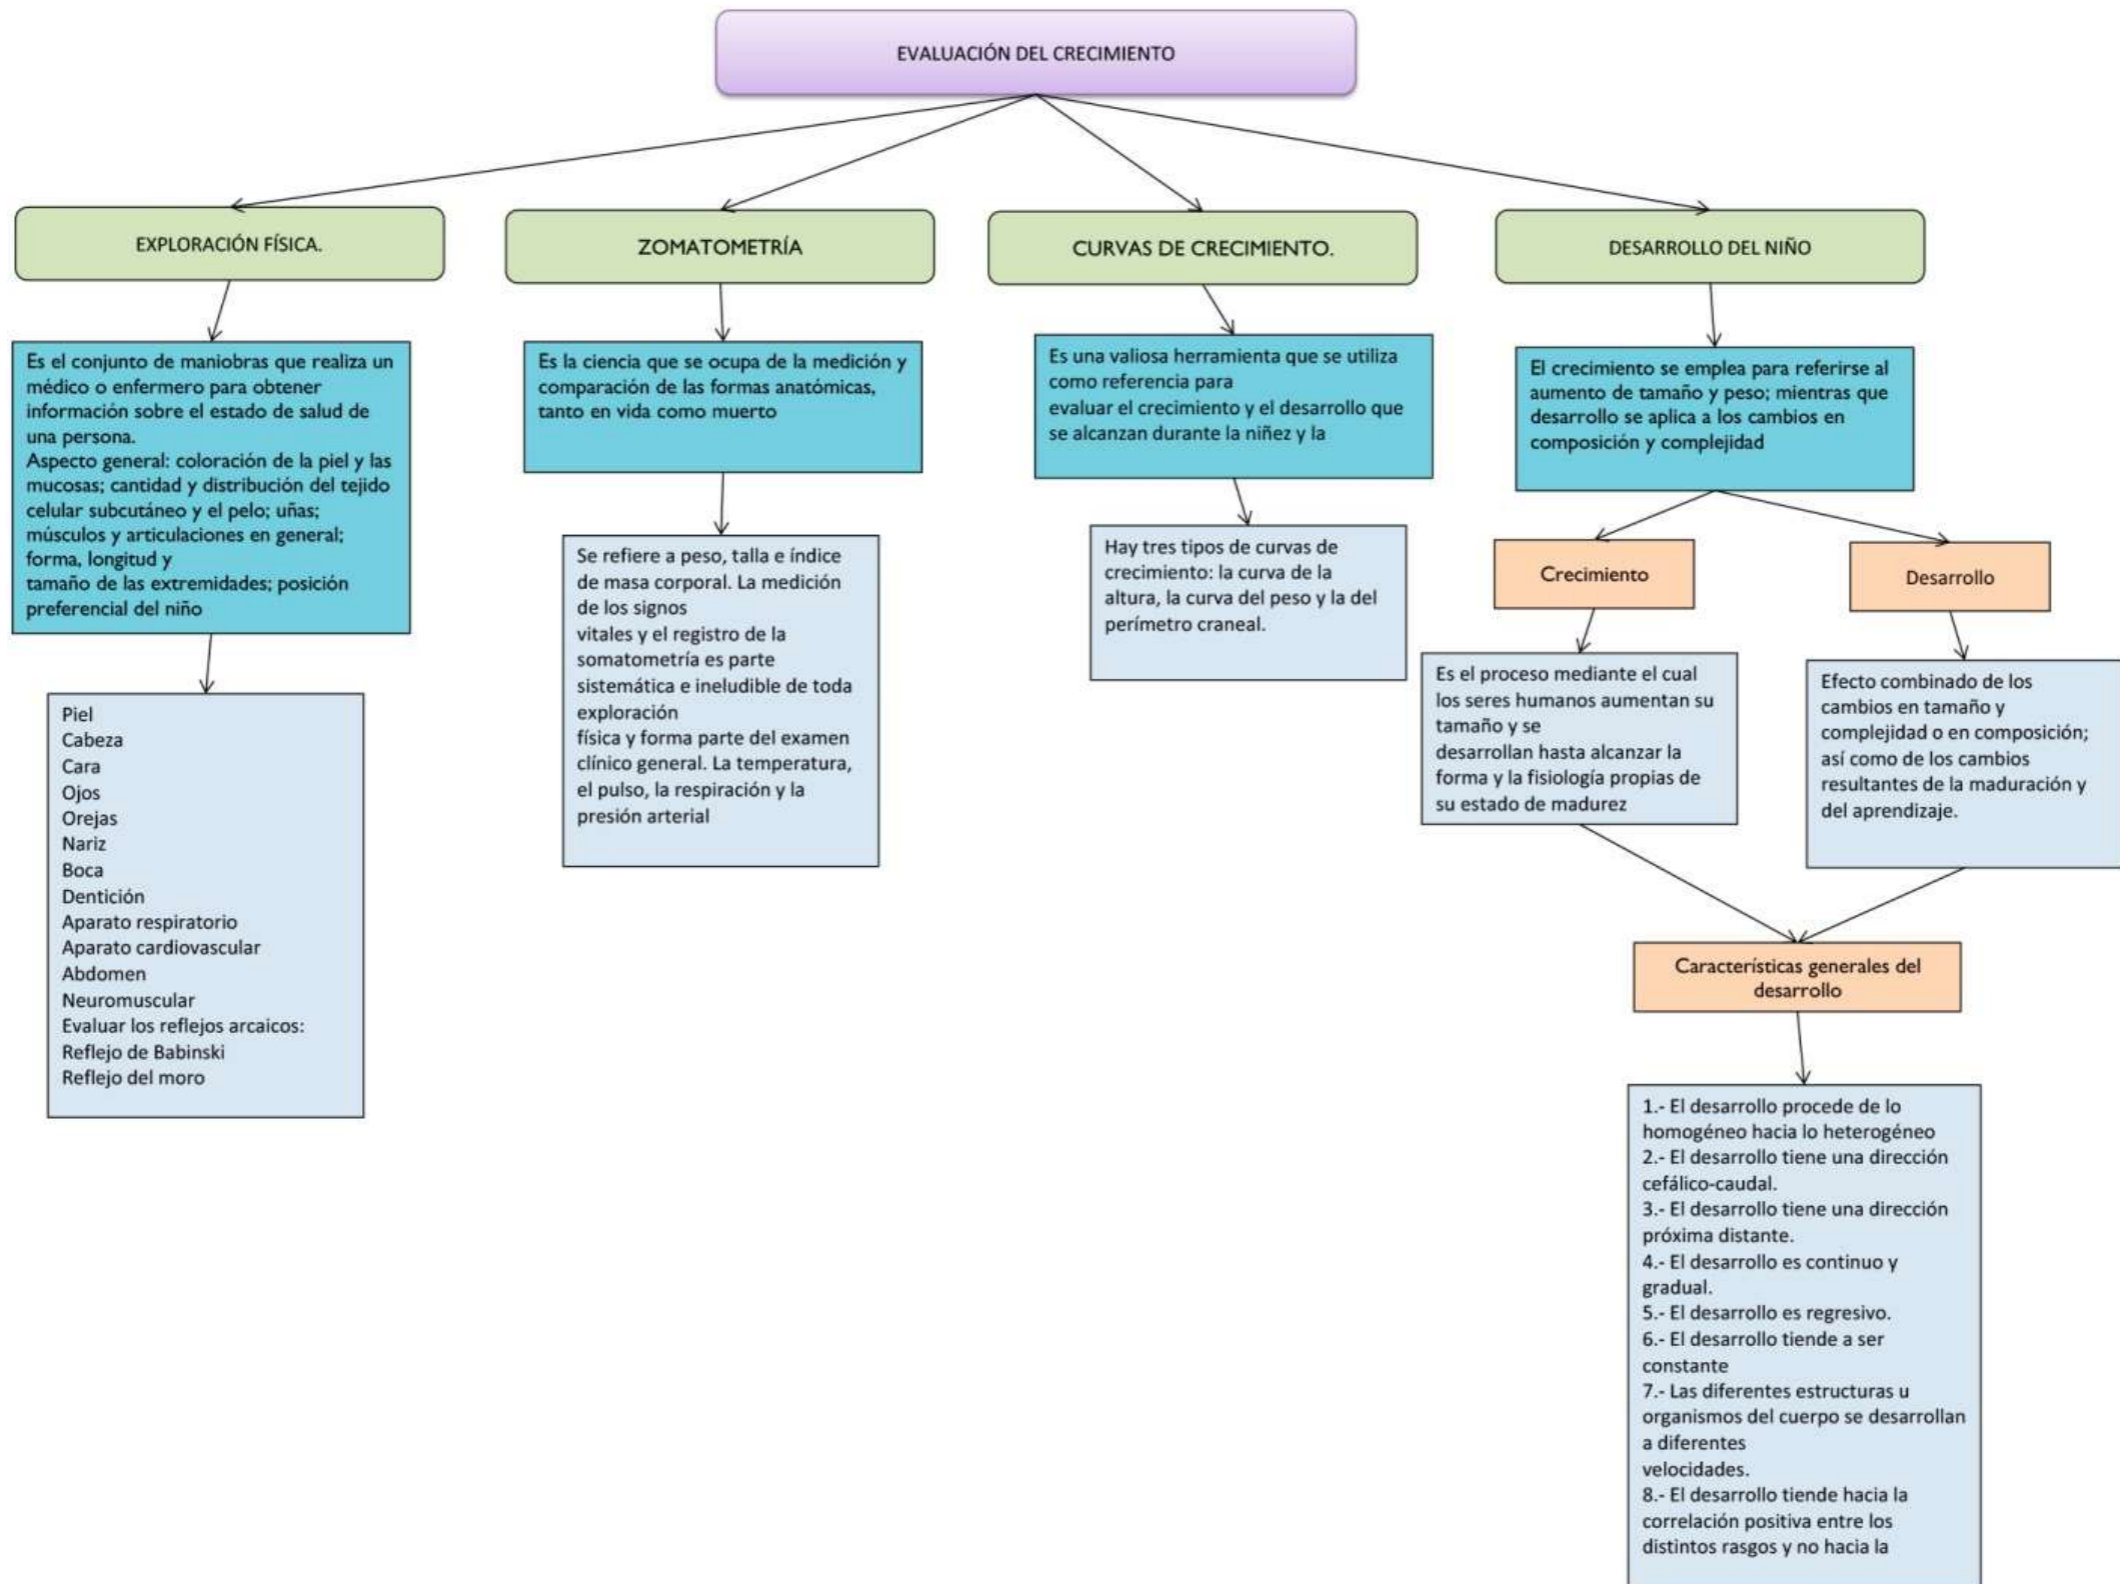 EVALUACIÓN DEL CRECIMIENTO
EXPLORACIÓN FÍSICA.
Es el conjunto de maniobras que realiza un
médico o enfermero para obtener
información sobre el estado de salud de
una persona.
Aspecto general: coloración de la piel y las
mucosas; cantidad y distribución del tejido
celular subcutáneo y el pelo; uñas;
músculos y articulaciones en general;
forma, longitud y
tamaño de las extremidades; posición
preferencial del niño
Piel
Cabeza
Cara
Ojos
Orejas
Nariz
Boca
Dentición
Aparato respiratorio
Aparato cardiovascular
Abdomen
Neuromuscular
Evaluar los reflejos arcaicos:
Reflejo de Babinski
Reflejo del moro
ZOMATOMETRÍA
Es la ciencia que se ocupa de la medición y
comparación de las formas anatómicas,
tanto en vida como muerto
Se refiere a peso, talla e índice
de masa corporal. La medición
de los signos
vitales y el registro de la
somatometría es parte
sistemática e ineludible de toda
exploración
física y forma parte del examen
clínico general. La temperatura,
el pulso, la respiración y la
presión arterial
CURVAS DE CRECIMIENTO.
Es una valiosa herramienta que se utiliza
como referencia para
evaluar el crecimiento y el desarrollo que
se alcanzan durante la niñez y la
Hay tres tipos de curvas de
crecimiento: la curva de la
altura, la curva del peso y la del
perímetro craneal.
DESARROLLO DEL NIÑO
El crecimiento se emplea para referirse al
aumento de tamaño y peso; mientras que
desarrollo se aplica a los cambios en
composición y complejidad
Crecimiento
Es el proceso mediante el cual
los seres humanos aumentan su
tamaño y se
desarrollan hasta alcanzar la
forma y la fisiología propias de
su estado de madurez
Desarrollo
Efecto combinado de los
cambios en tamaño y
complejidad o en composición;
así como de los cambios
resultantes de la maduración y
del aprendizaje.
Características generales del
desarrollo
1.- El desarrollo procede de lo
homogéneo hacia lo heterogéneo
2.- El desarrollo tiene una dirección
cefálico-caudal.
3.- El desarrollo tiene una dirección
próxima distante.
4.- El desarrollo es continuo y
gradual.
5.- El desarrollo es regresivo.
6.- El desarrollo tiende a ser
constante
7.- Las diferentes estructuras u
organismos del cuerpo se desarrollan
a diferentes
velocidades.
8.- El desarrollo tiende hacia la
correlación positiva entre los
distintos rasgos y no hacia la